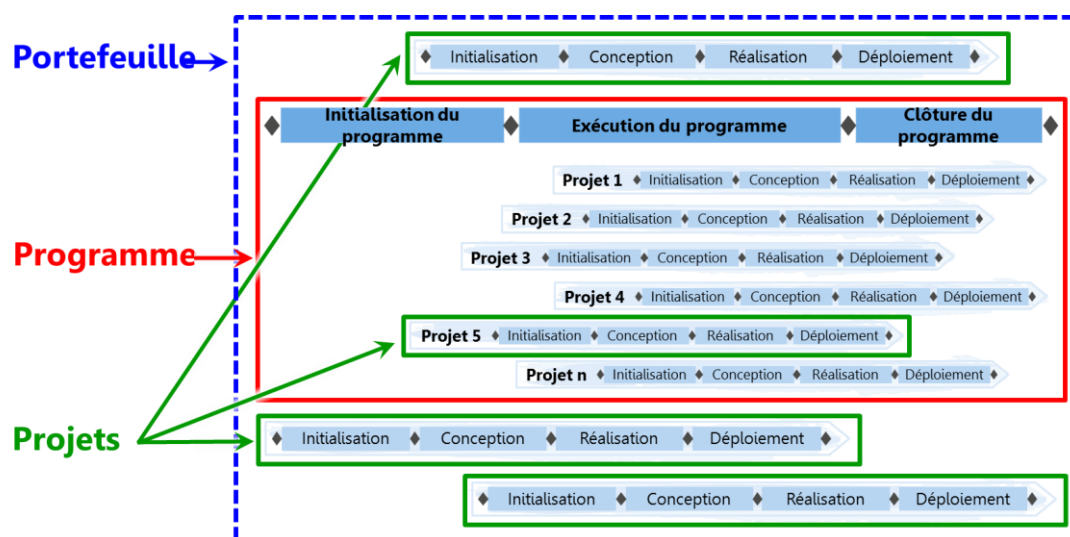 Portefeuille
Initialisation Conception Réalisation Déploiement
Initialisation du programme
Exécution du programme
Clôture du programme
Projet 1 Initialisation Conception Réalisation Déploiement
Projet 2 Initialisation Conception Réalisation Déploiement
Programme
Projet 3 Initialisation Conception Réalisation Déploiement
Projet 4 Initialisation Conception Réalisation Déploiement
Projet 5 Initialisation Conception Réalisation Déploiement
Projet n Initialisation Conception Réalisation Déploiement
Projets
Initialisation Conception Réalisation Déploiement
Initialisation Conception Réalisation Déploiement